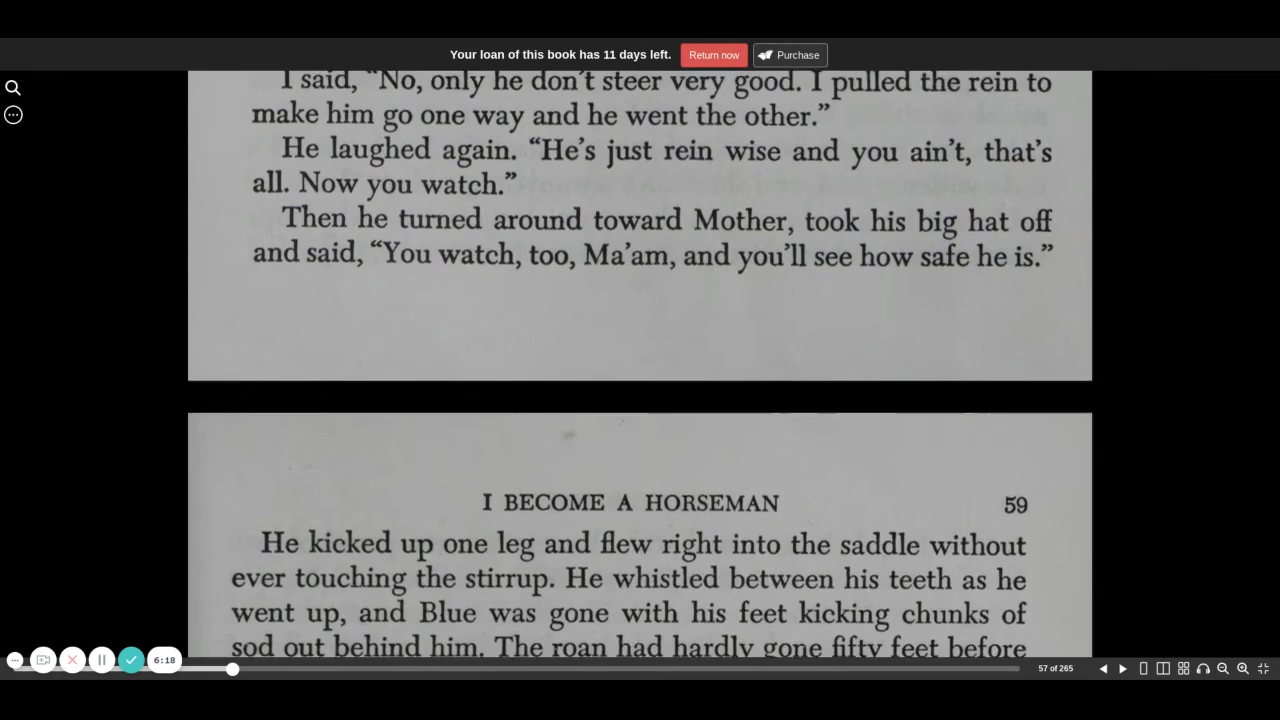 Your loan of this book has 11 days left. Return now Purchase
I said, “No, only he don’t steer very good. I pulled the rein to
make him go one way and he went the other.”
He laughed again. “He’s just rein wise and you ain’t, that’s
all. Now you watch.”
Then he turned around toward Mother, took his big hat off
and said, “You watch, too, Ma’am, and you’ll see how safe he is.”
I BECOME A HORSEMAN 59
He kicked up one leg and flew right into the saddle without
ever touching the stirrup. He whistled between his teeth as he
went up, and Blue was gone with his feet kicking chunks of
sod out behind him. The roan had hardly gone fifty feet before
6:18
57 of 265